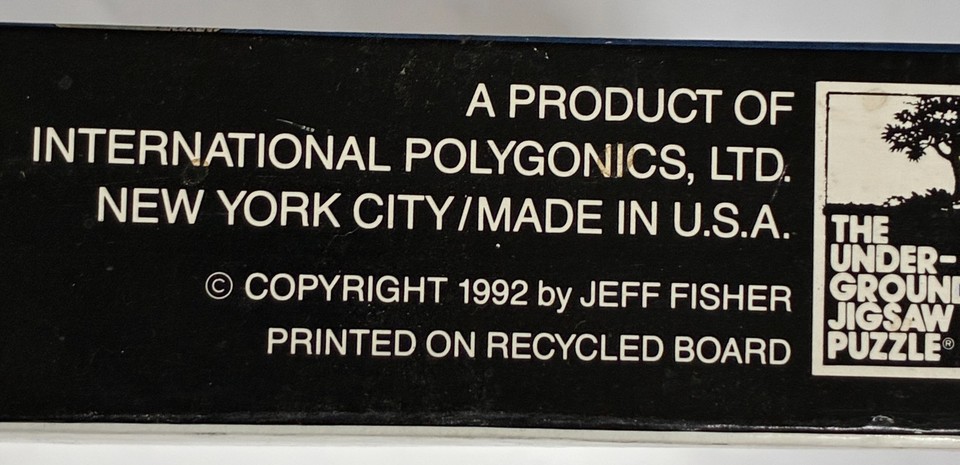 A PRODUCT OF
INTERNATIONAL POLYGONICS, LTD.
NEW YORK CITY/MADE IN U.S.A.
© COPYRIGHT 1992 by JEFF FISHER
PRINTED ON RECYCLED BOARD
THE
UNDER-
GROUND
JIGSAW
PUZZLE®